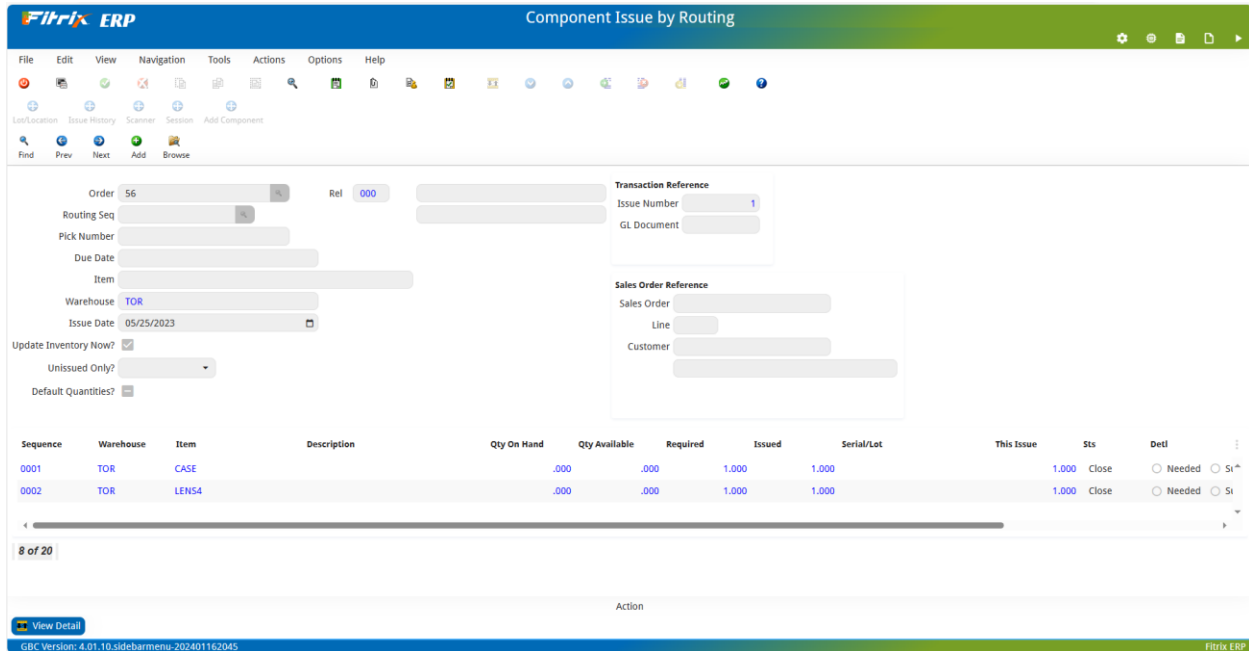 Fitrix ERP
Component Issue by Routing
File Edit View Navigation Tools Actions Options Help
Lot/Location Issue History Scanner Session Add Component
Find Prev Next Add Browse
Order 56 Rel 000
Routing Seq
Pick Number
Due Date
Item
Warehouse TOR
Issue Date 05/25/2023
Update Inventory Now?
Unissued Only?
Default Quantities?
Transaction Reference
Issue Number 1
GL Document
Sales Order Reference
Sales Order
Line
Customer
Sequence Warehouse Item Description Qty On Hand Qty Available Required Issued Serial/Lot This Issue Sts Detl
0001 TOR CASE .000 .000 1.000 1.000 1.000 Close Needed
0002 TOR LENS4 .000 .000 1.000 1.000 1.000 Close Needed
8 of 20
Action
View Detail
GBC Version: 4.01.10.sidebarmenu-202401162045 Fitrix ERP